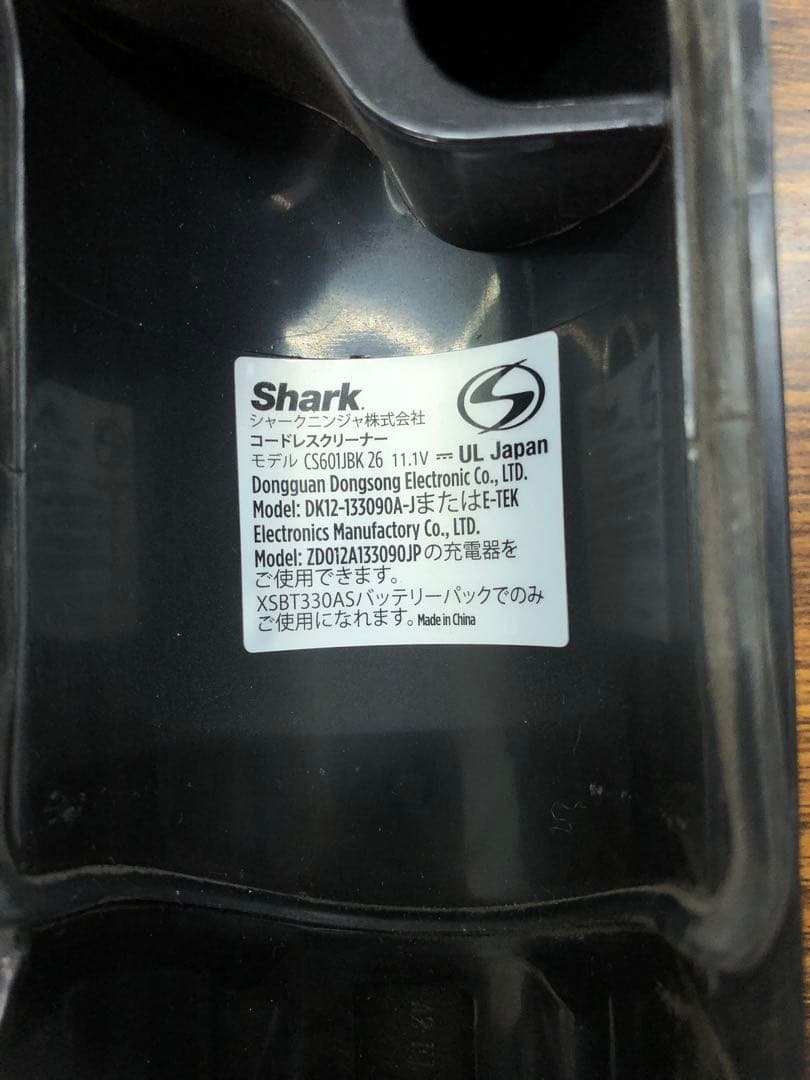 Shark
シャークニンジャ株式会社
コードレスクリーナー
モデル CS601JBK 26 11.1V ⎓ UL Japan
Dongguan Dongsong Electronic Co., LTD.
Model: DK12-133090A-JまたはE-TEK
Electronics Manufactory Co., LTD.
Model: ZD012A133090JPの充電器を
ご使用できます。
XSBT330ASバッテリーパックでのみ
ご使用になれます。Made in China